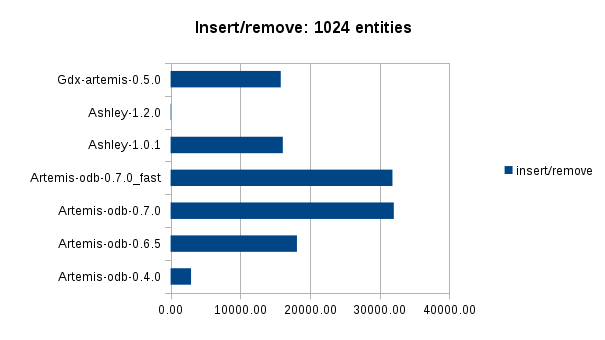 Insert/remove: 1024 entities
Gdx-artemis-0.5.0
Ashley-1.2.0
Ashley-1.0.1
Artemis-odb-0.7.0_fast
Artemis-odb-0.7.0
Artemis-odb-0.6.5
Artemis-odb-0.4.0
insert/remove
0.00 10000.00 20000.00 30000.00 40000.00